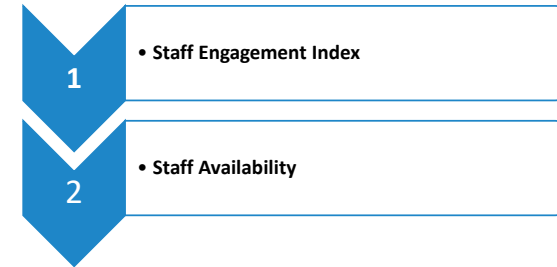 1
• Staff Engagement Index
2
• Staff Availability